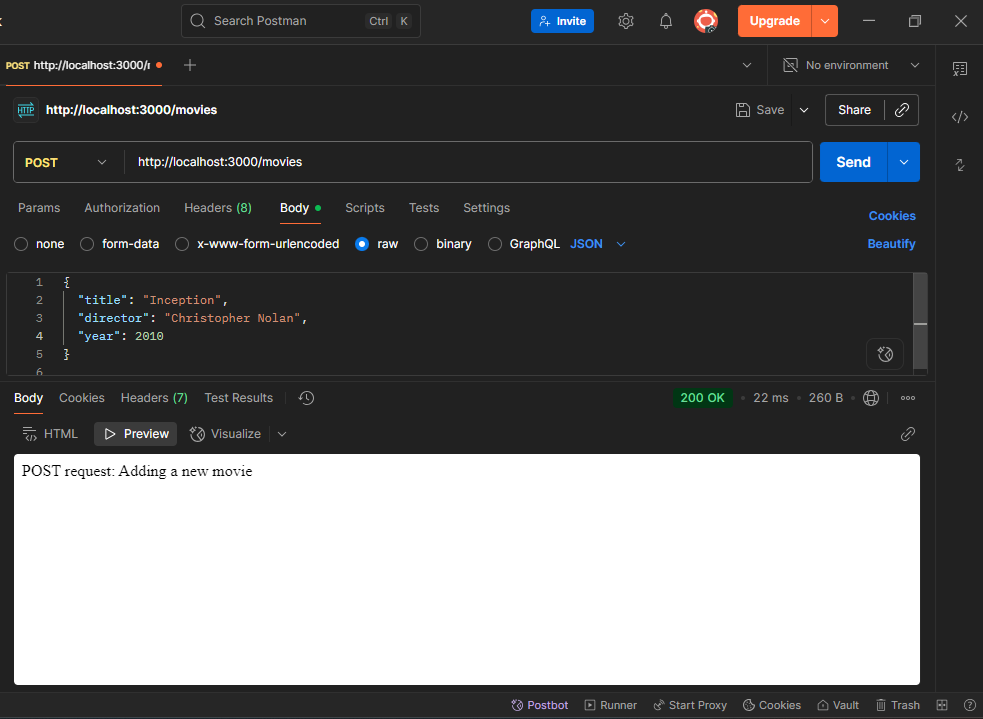 Search Postman Ctrl K Invite Upgrade
POST http://localhost:3000/r No environment
HTTP http://localhost:3000/movies Save Share
POST http://localhost:3000/movies Send
Params Authorization Headers (8) Body Scripts Tests Settings Cookies
none form-data x-www-form-urlencoded raw binary GraphQL JSON Beautify
1 {
2 "title": "Inception",
3 "director": "Christopher Nolan",
4 "year": 2010
5 }
6
Body Cookies Headers (7) Test Results 200 OK 22 ms 260 B
HTML Preview Visualize
POST request: Adding a new movie
Postbot Runner Start Proxy Cookies Vault Trash